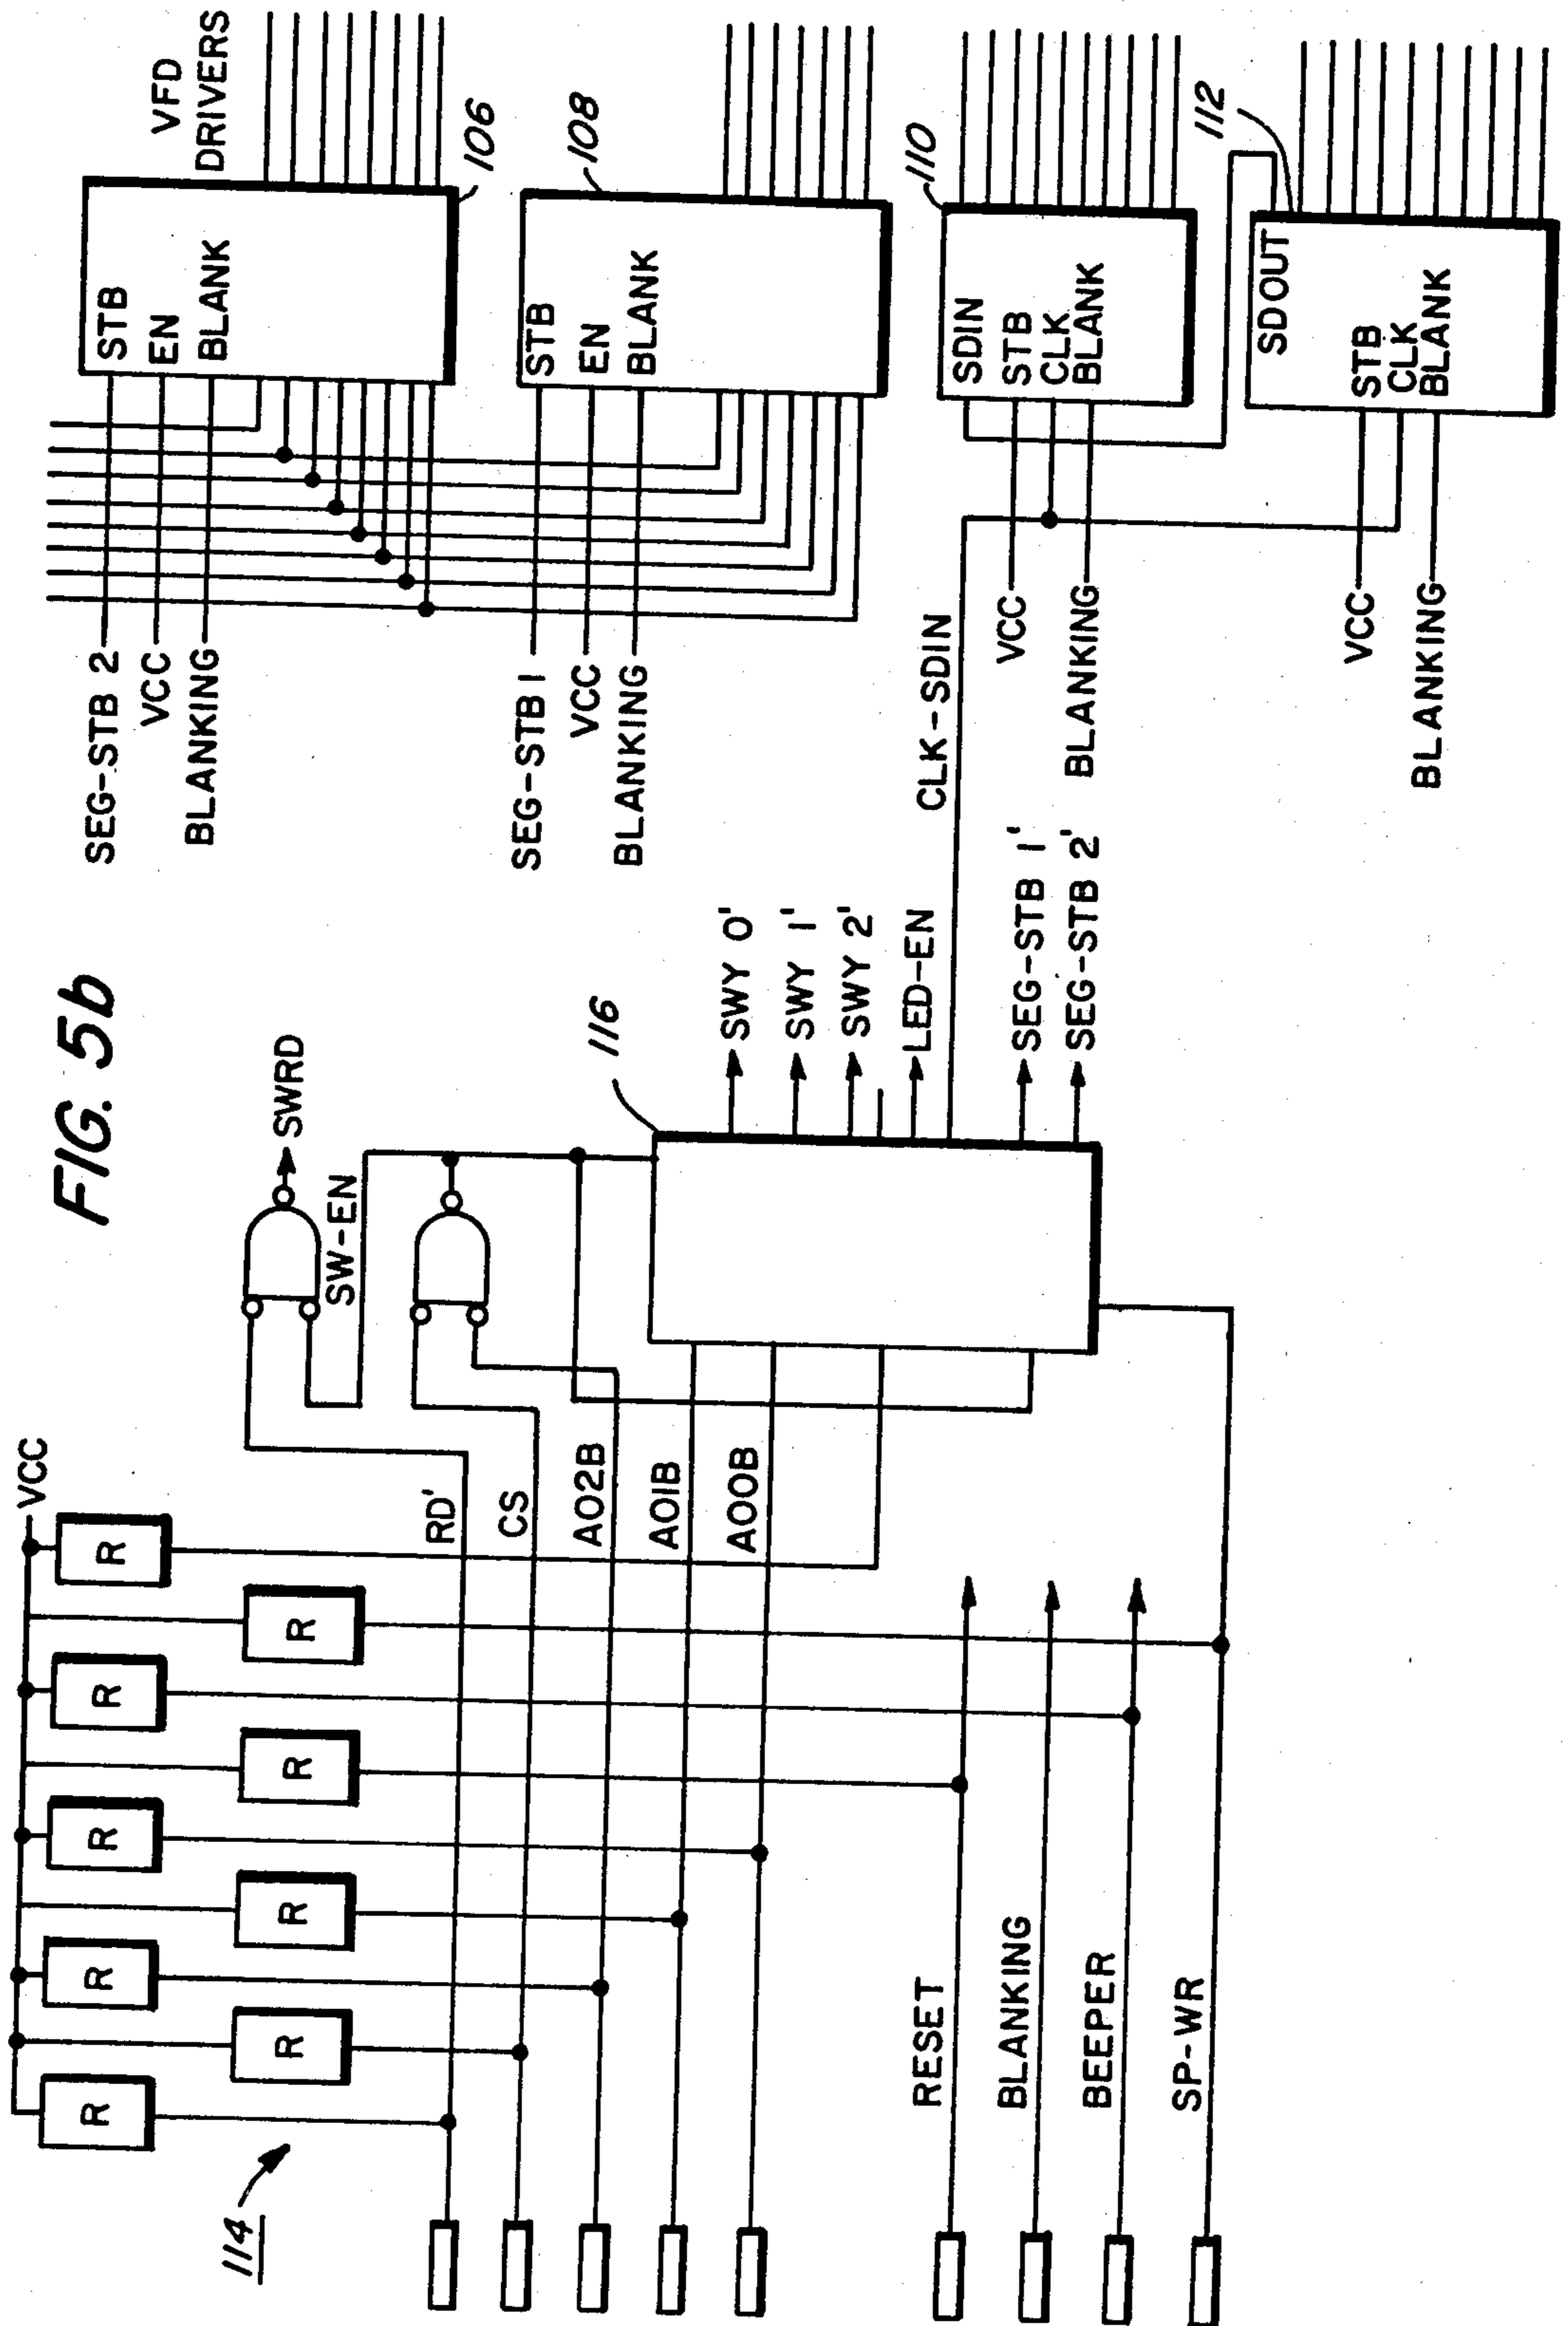 FIG. 5b
VCC
R
R
R
R
R
R
R
R
R
114
RD'
CS
A02B
A01B
A00B
RESET
BLANKING
BEEPER
SP-WR
SWRD
SW-EN
116
SWY 0'
SWY 1'
SWY 2'
LED-EN
CLK-SDIN
SEG-STB 1'
SEG-STB 2'
VFD
DRIVERS
SEG-STB 2
VCC
BLANKING
STB
EN
BLANK
106
SEG-STB 1
VCC
BLANKING
STB
EN
BLANK
108
VCC
BLANKING
SDIN
STB
CLK
BLANK
110
VCC
BLANKING
SDOUT
STB
CLK
BLANK
112